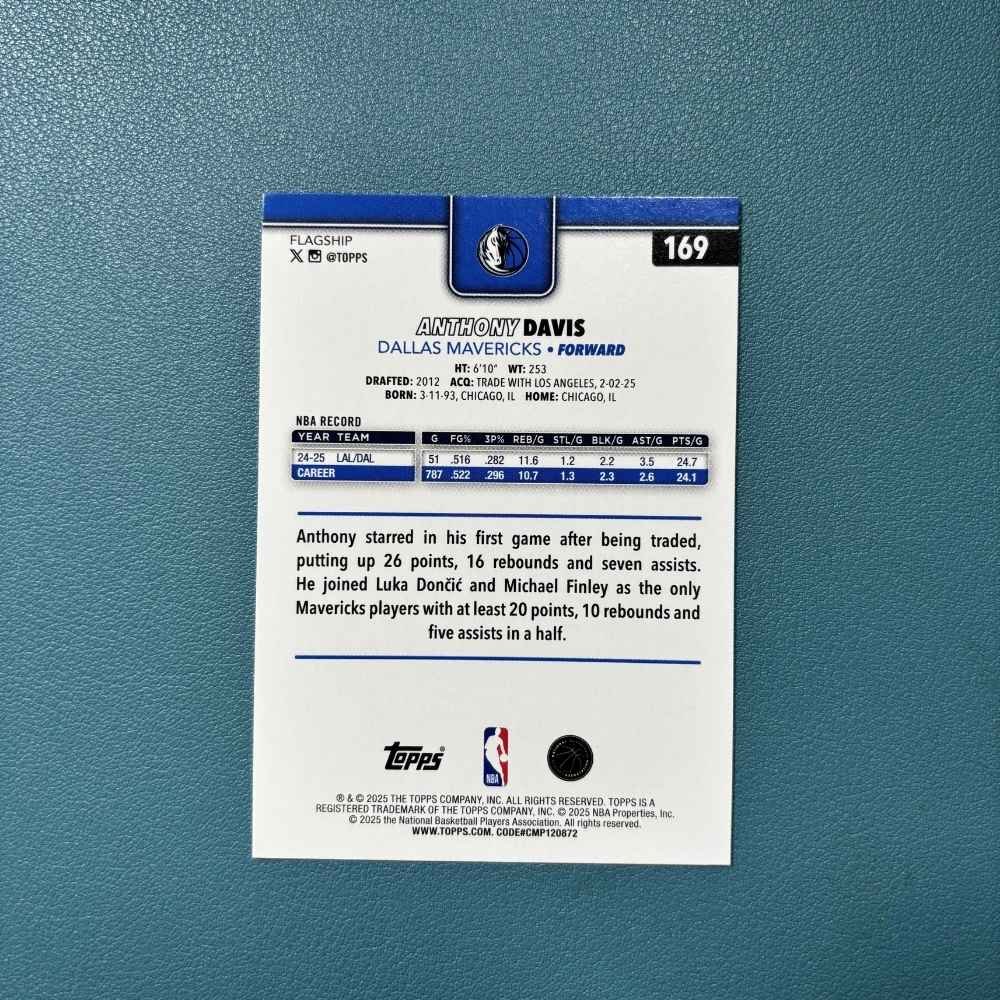 FLAGSHIP
169
X @TOPPS
ANTHONY DAVIS
DALLAS MAVERICKS • FORWARD
HT: 6'10" WT: 253
DRAFTED: 2012 ACQ: TRADE WITH LOS ANGELES, 2-02-25
BORN: 3-11-93, CHICAGO, IL HOME: CHICAGO, IL
NBA RECORD
YEAR TEAM G FG% 3P% REB/G STL/G BLK/G AST/G PTS/G
24-25 LAL/DAL 51 .516 .282 11.6 1.2 2.2 3.5 24.7
CAREER 787 .522 .296 10.7 1.3 2.3 2.6 24.1
Anthony starred in his first game after being traded,
putting up 26 points, 16 rebounds and seven assists.
He joined Luka Dončić and Michael Finley as the only
Mavericks players with at least 20 points, 10 rebounds and
five assists in a half.
topps®
NBA
® & © 2025 THE TOPPS COMPANY, INC. ALL RIGHTS RESERVED. TOPPS IS A
REGISTERED TRADEMARK OF THE TOPPS COMPANY, INC. © 2025 NBA Properties, Inc.
© 2025 the National Basketball Players Association. All rights reserved.
WWW.TOPPS.COM. CODE#CMP120872